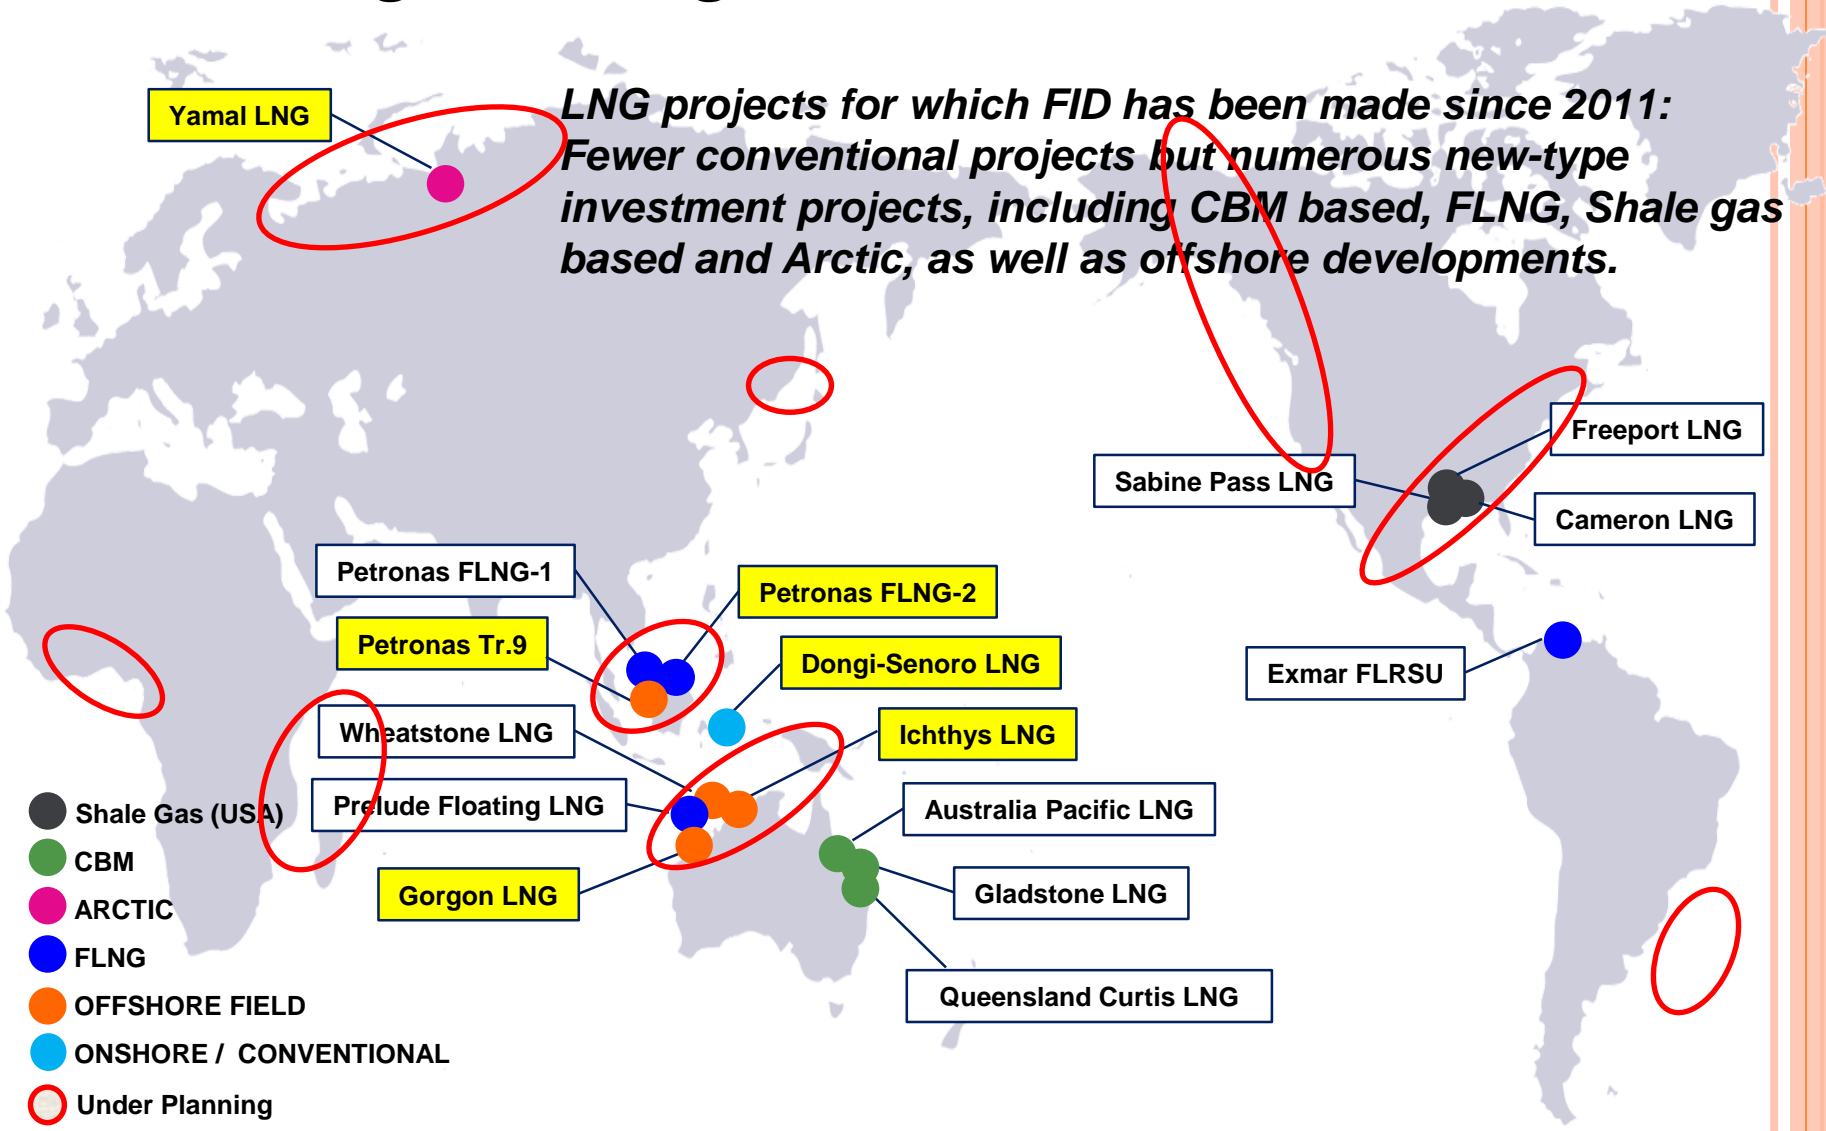 LNG projects for which FID has been made since 2011:
Fewer conventional projects but numerous new-type
investment projects, including CBM based, FLNG, Shale gas
based and Arctic, as well as offshore developments.
Yamal LNG
Freeport LNG
Sabine Pass LNG
Cameron LNG
Petronas FLNG-1
Petronas FLNG-2
Petronas Tr.9
Dongi-Senoro LNG
Exmar FLRSU
Wheatstone LNG
Ichthys LNG
Prelude Floating LNG
Australia Pacific LNG
Gorgon LNG
Gladstone LNG
Queensland Curtis LNG
Shale Gas (USA)
CBM
ARCTIC
FLNG
OFFSHORE FIELD
ONSHORE / CONVENTIONAL
Under Planning